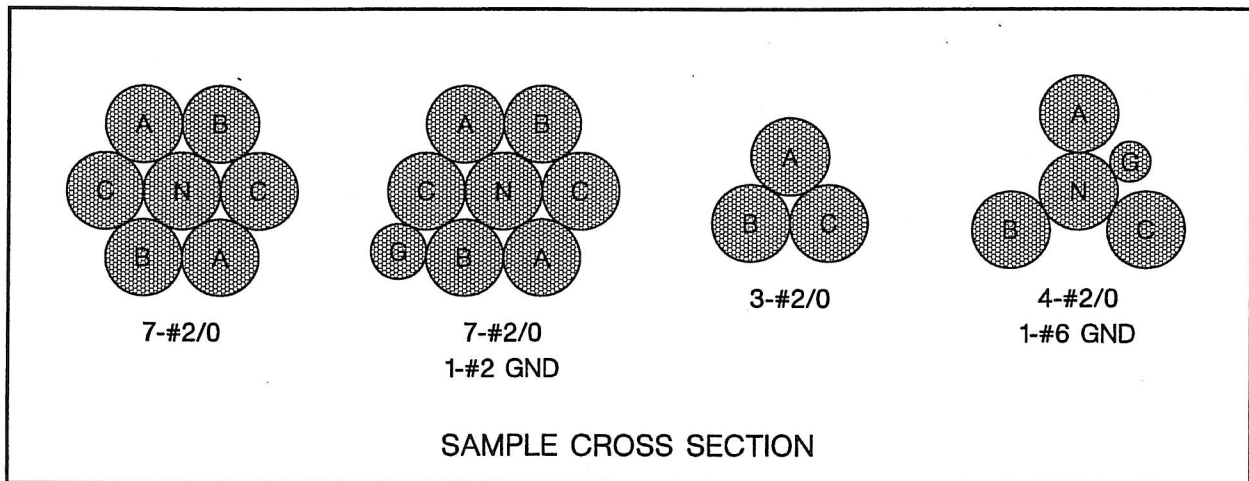 A B
C N C
B A
7-#2/0
A B
C N C
G B A
7-#2/0
1-#2 GND
A
B C
3-#2/0
A
G
N
B C
4-#2/0
1-#6 GND
SAMPLE CROSS SECTION